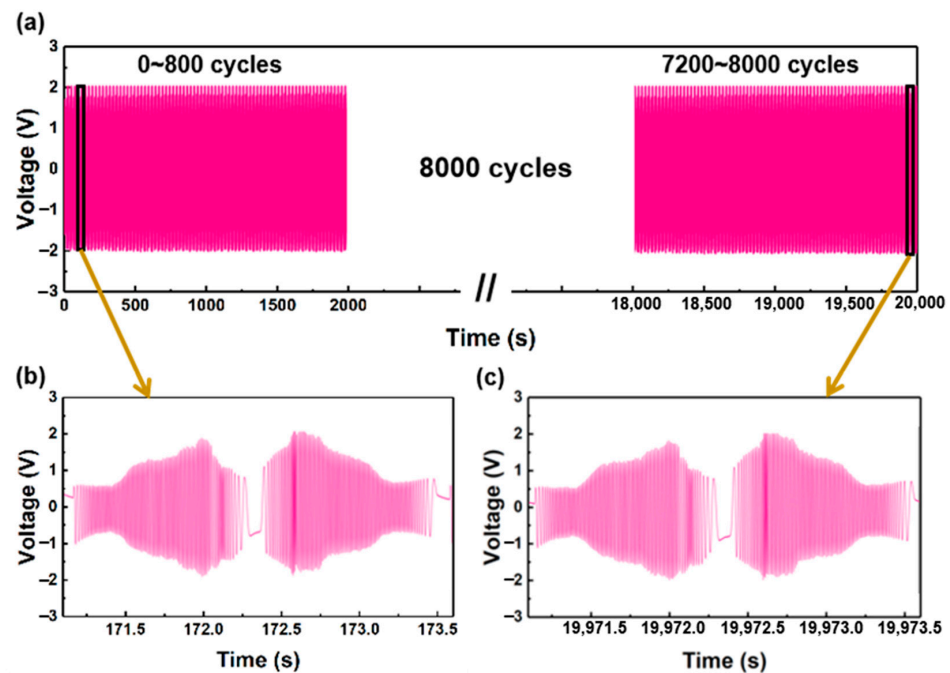 (a)
3
2
1
0
−1
−2
−3
Voltage (V)
0~800 cycles
7200~8000 cycles
8000 cycles
//
0 500 1000 1500 2000 18,000 18,500 19,000 19,500 20,000
Time (s)
(b)
3
2
1
0
−1
−2
−3
Voltage (V)
171.5 172.0 172.5 173.0 173.5
Time (s)
(c)
3
2
1
0
−1
−2
−3
Voltage (V)
19,971.5 19,972.0 19,972.5 19,973.0 19,973.5
Time (s)